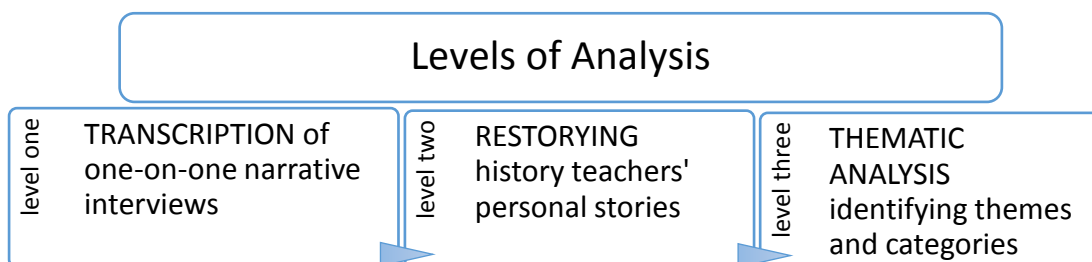 Levels of Analysis
level one
TRANSCRIPTION of
one-on-one narrative
interviews
level two
RESTORYING
history teachers'
personal stories
level three
THEMATIC
ANALYSIS
identifying themes
and categories